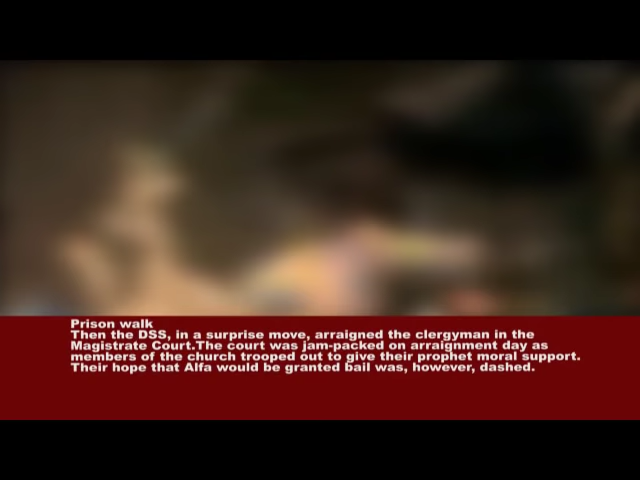 Prison walk
Then the DSS, in a surprise move, arraigned the clergyman in the
Magistrate Court.The court was jam-packed on arraignment day as
members of the church trooped out to give their prophet moral support.
Their hope that Alfa would be granted bail was, however, dashed.